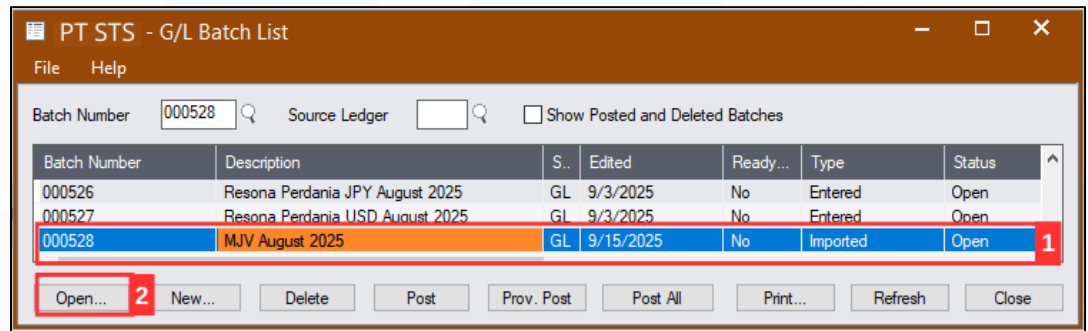 PT STS - G/L Batch List
File Help
Batch Number 000528 Source Ledger Show Posted and Deleted Batches
Batch Number Description S.. Edited Ready... Type Status
000526 Resona Perdania JPY August 2025 GL 9/3/2025 No Entered Open
000527 Resona Perdania USD August 2025 GL 9/3/2025 No Entered Open
000528 MJV August 2025 GL 9/15/2025 No Imported Open 1
Open... 2 New... Delete Post Prov. Post Post All Print... Refresh Close